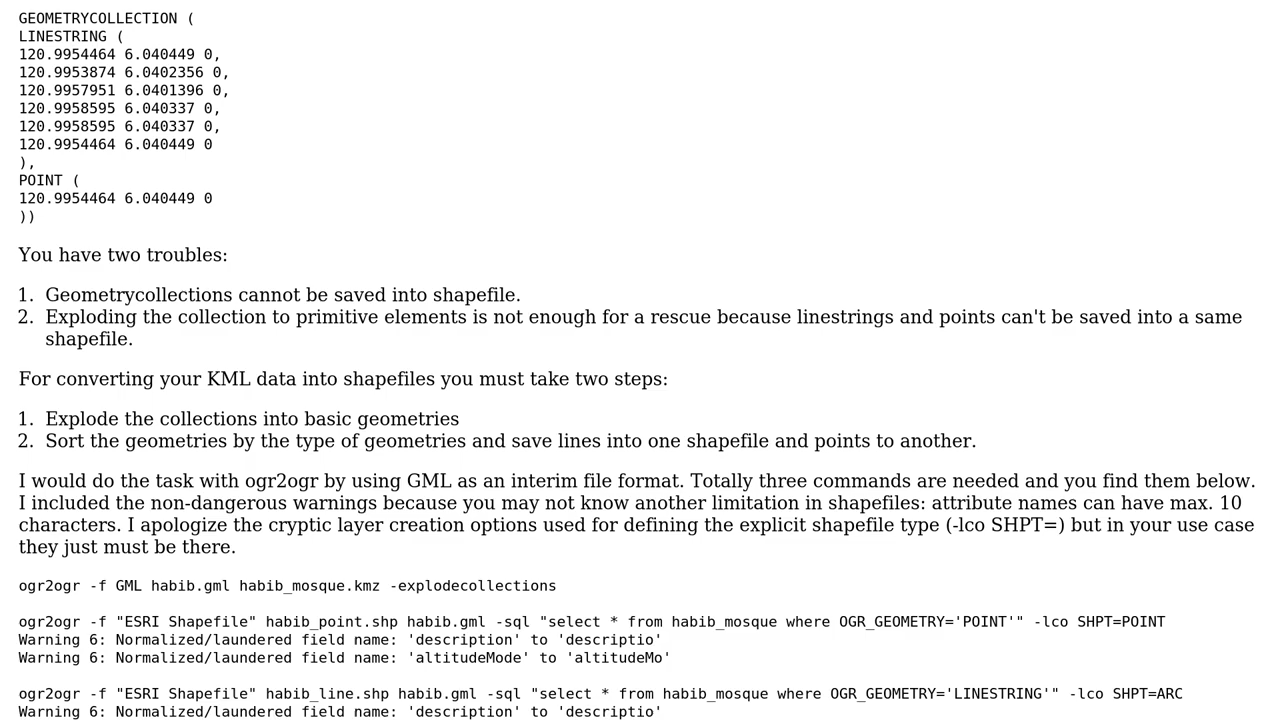 GEOMETRYCOLLECTION (
LINESTRING (
120.9954464 6.040449 0,
120.9953874 6.0402356 0,
120.9957951 6.0401396 0,
120.9958595 6.040337 0,
120.9958595 6.040337 0,
120.9954464 6.040449 0
),
POINT (
120.9954464 6.040449 0
))
You have two troubles:
1. Geometrycollections cannot be saved into shapefile.
2. Exploding the collection to primitive elements is not enough for a rescue because linestrings and points can't be saved into a same
shapefile.
For converting your KML data into shapefiles you must take two steps:
1. Explode the collections into basic geometries
2. Sort the geometries by the type of geometries and save lines into one shapefile and points to another.
I would do the task with ogr2ogr by using GML as an interim file format. Totally three commands are needed and you find them below.
I included the non-dangerous warnings because you may not know another limitation in shapefiles: attribute names can have max. 10
characters. I apologize the cryptic layer creation options used for defining the explicit shapefile type (-lco SHPT=) but in your use case
they just must be there.
ogr2ogr -f GML habib.gml habib_mosque.kmz -explodecollections
ogr2ogr -f "ESRI Shapefile" habib_point.shp habib.gml -sql "select * from habib_mosque where OGR_GEOMETRY='POINT'" -lco SHPT=POINT
Warning 6: Normalized/laundered field name: 'description' to 'descriptio'
Warning 6: Normalized/laundered field name: 'altitudeMode' to 'altitudeMo'
ogr2ogr -f "ESRI Shapefile" habib_line.shp habib.gml -sql "select * from habib_mosque where OGR_GEOMETRY='LINESTRING'" -lco SHPT=ARC
Warning 6: Normalized/laundered field name: 'description' to 'descriptio'